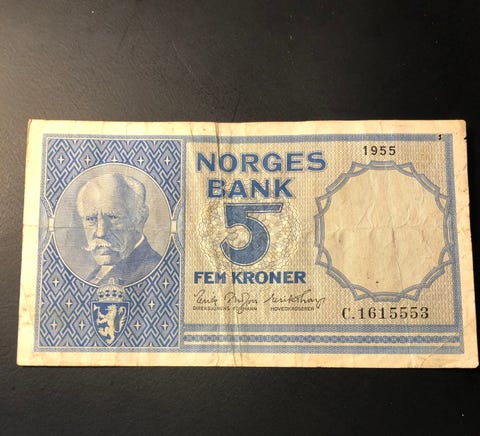 1955
NORGES
BANK
5
FEM KRONER
DIREKSJONENS FORMANN HOVEDKASSERER
C.1615553